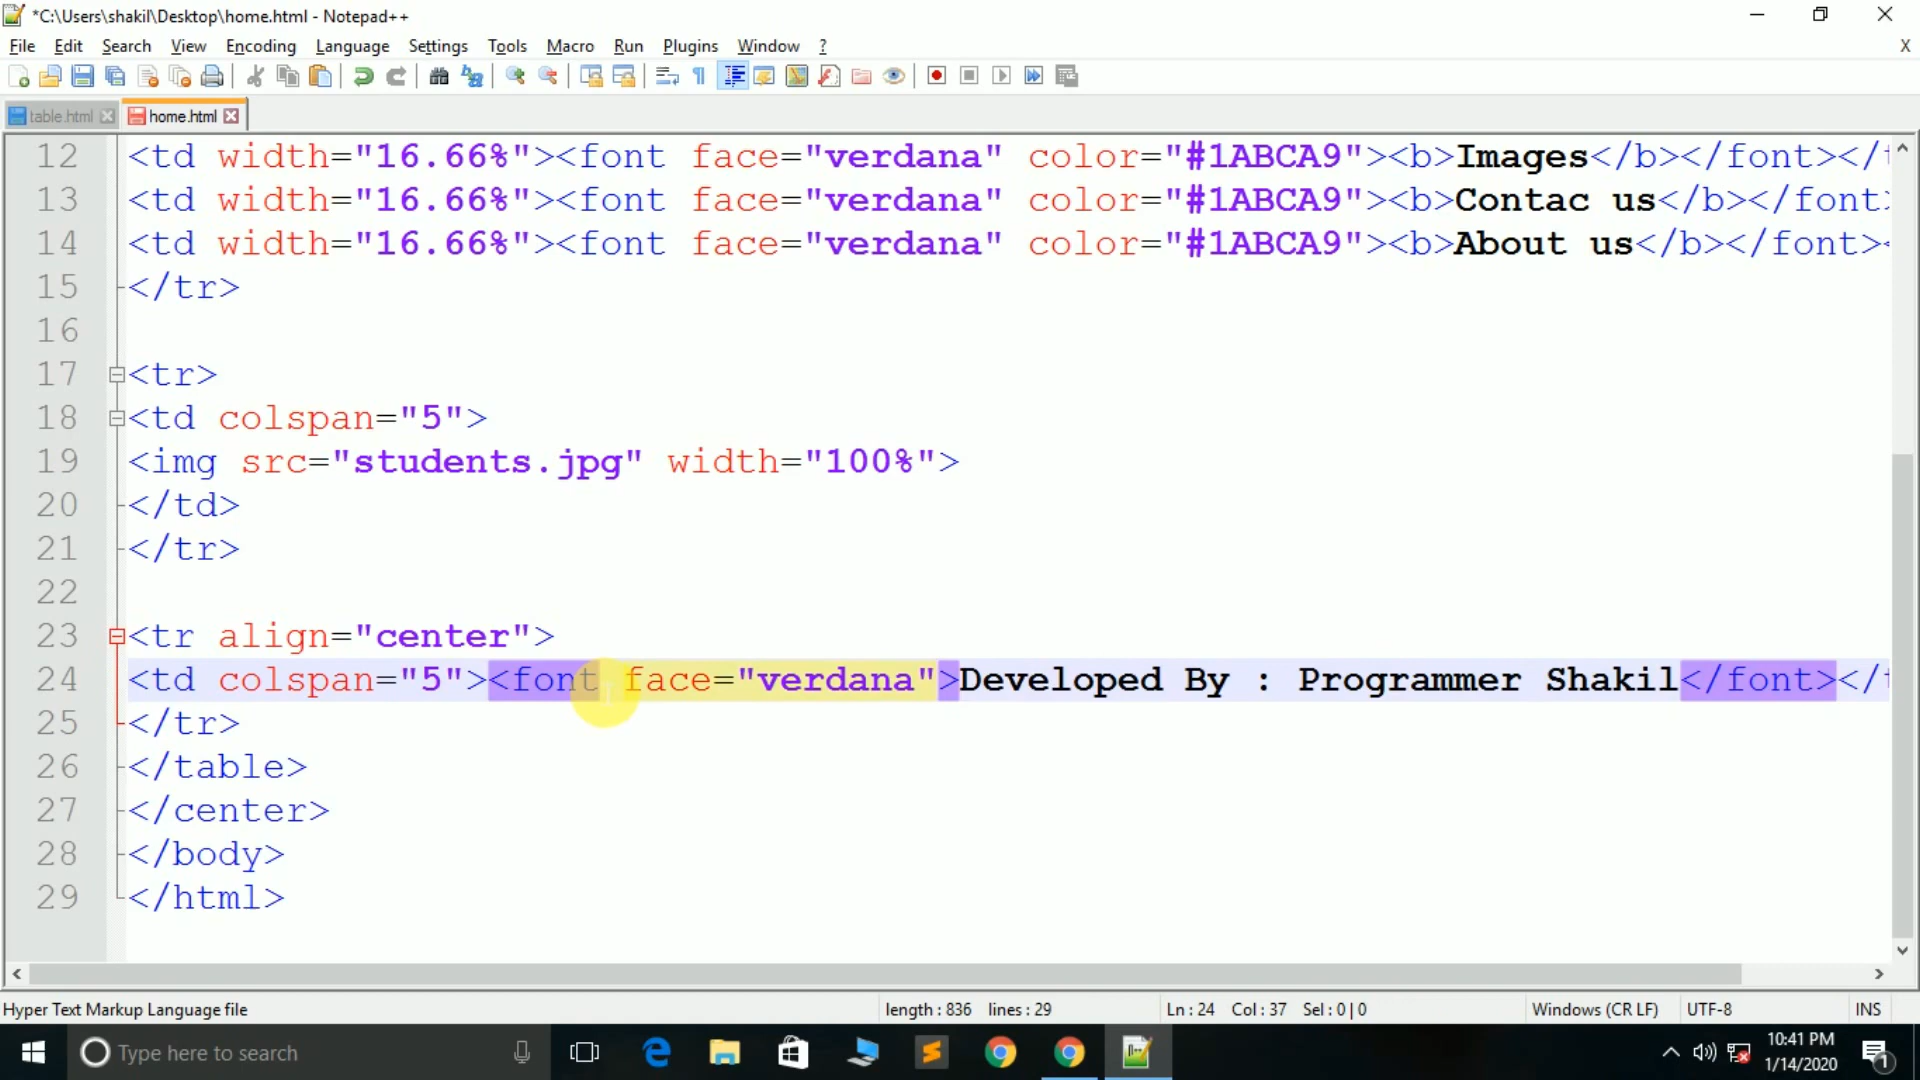 *C:\Users\shakil\Desktop\home.html - Notepad++
File Edit Search View Encoding Language Settings Tools Macro Run Plugins Window ? X
table.html home.html
12 <td width="16.66%"><font face="verdana" color="#1ABCA9"><b>Images</b></font></t
13 <td width="16.66%"><font face="verdana" color="#1ABCA9"><b>Contac us</b></font>
14 <td width="16.66%"><font face="verdana" color="#1ABCA9"><b>About us</b></font><
15 </tr>
16
17 <tr>
18 <td colspan="5">
19 <img src="students.jpg" width="100%">
20 </td>
21 </tr>
22
23 <tr align="center">
24 <td colspan="5"><font face="verdana">Developed By : Programmer Shakil</font></t
25 </tr>
26 </table>
27 </center>
28 </body>
29 </html>
Hyper Text Markup Language file length : 836 lines : 29 Ln : 24 Col : 37 Sel : 0 | 0 Windows (CR LF) UTF-8 INS
Type here to search
10:41 PM
1/14/2020
1